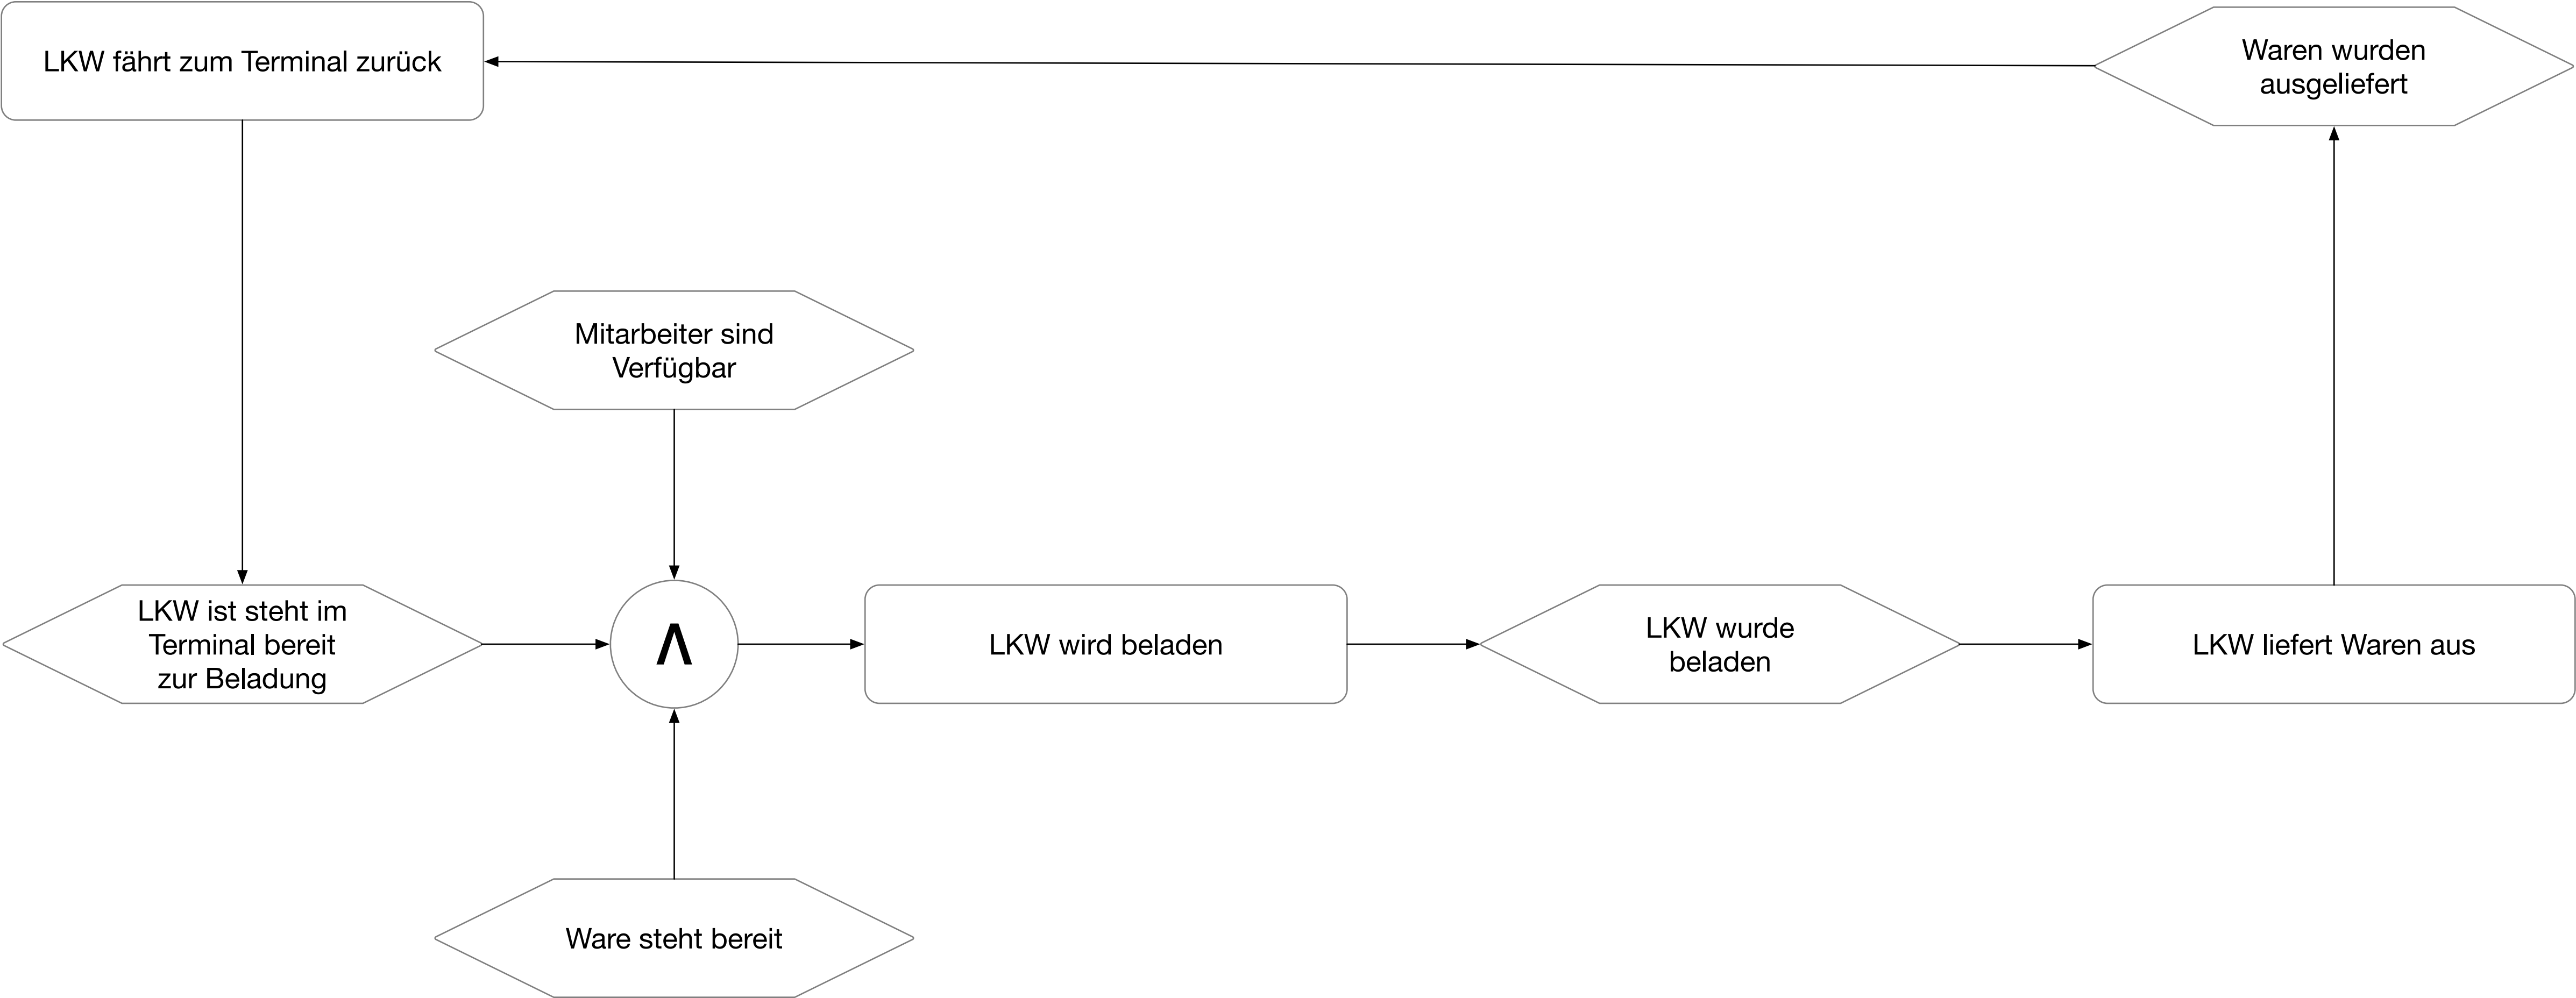 LKW fährt zum Terminal zurück
Waren wurden
ausgeliefert
Mitarbeiter sind
Verfügbar
LKW ist steht im
Terminal bereit
zur Beladung
∧
LKW wird beladen
LKW wurde
beladen
LKW liefert Waren aus
Ware steht bereit